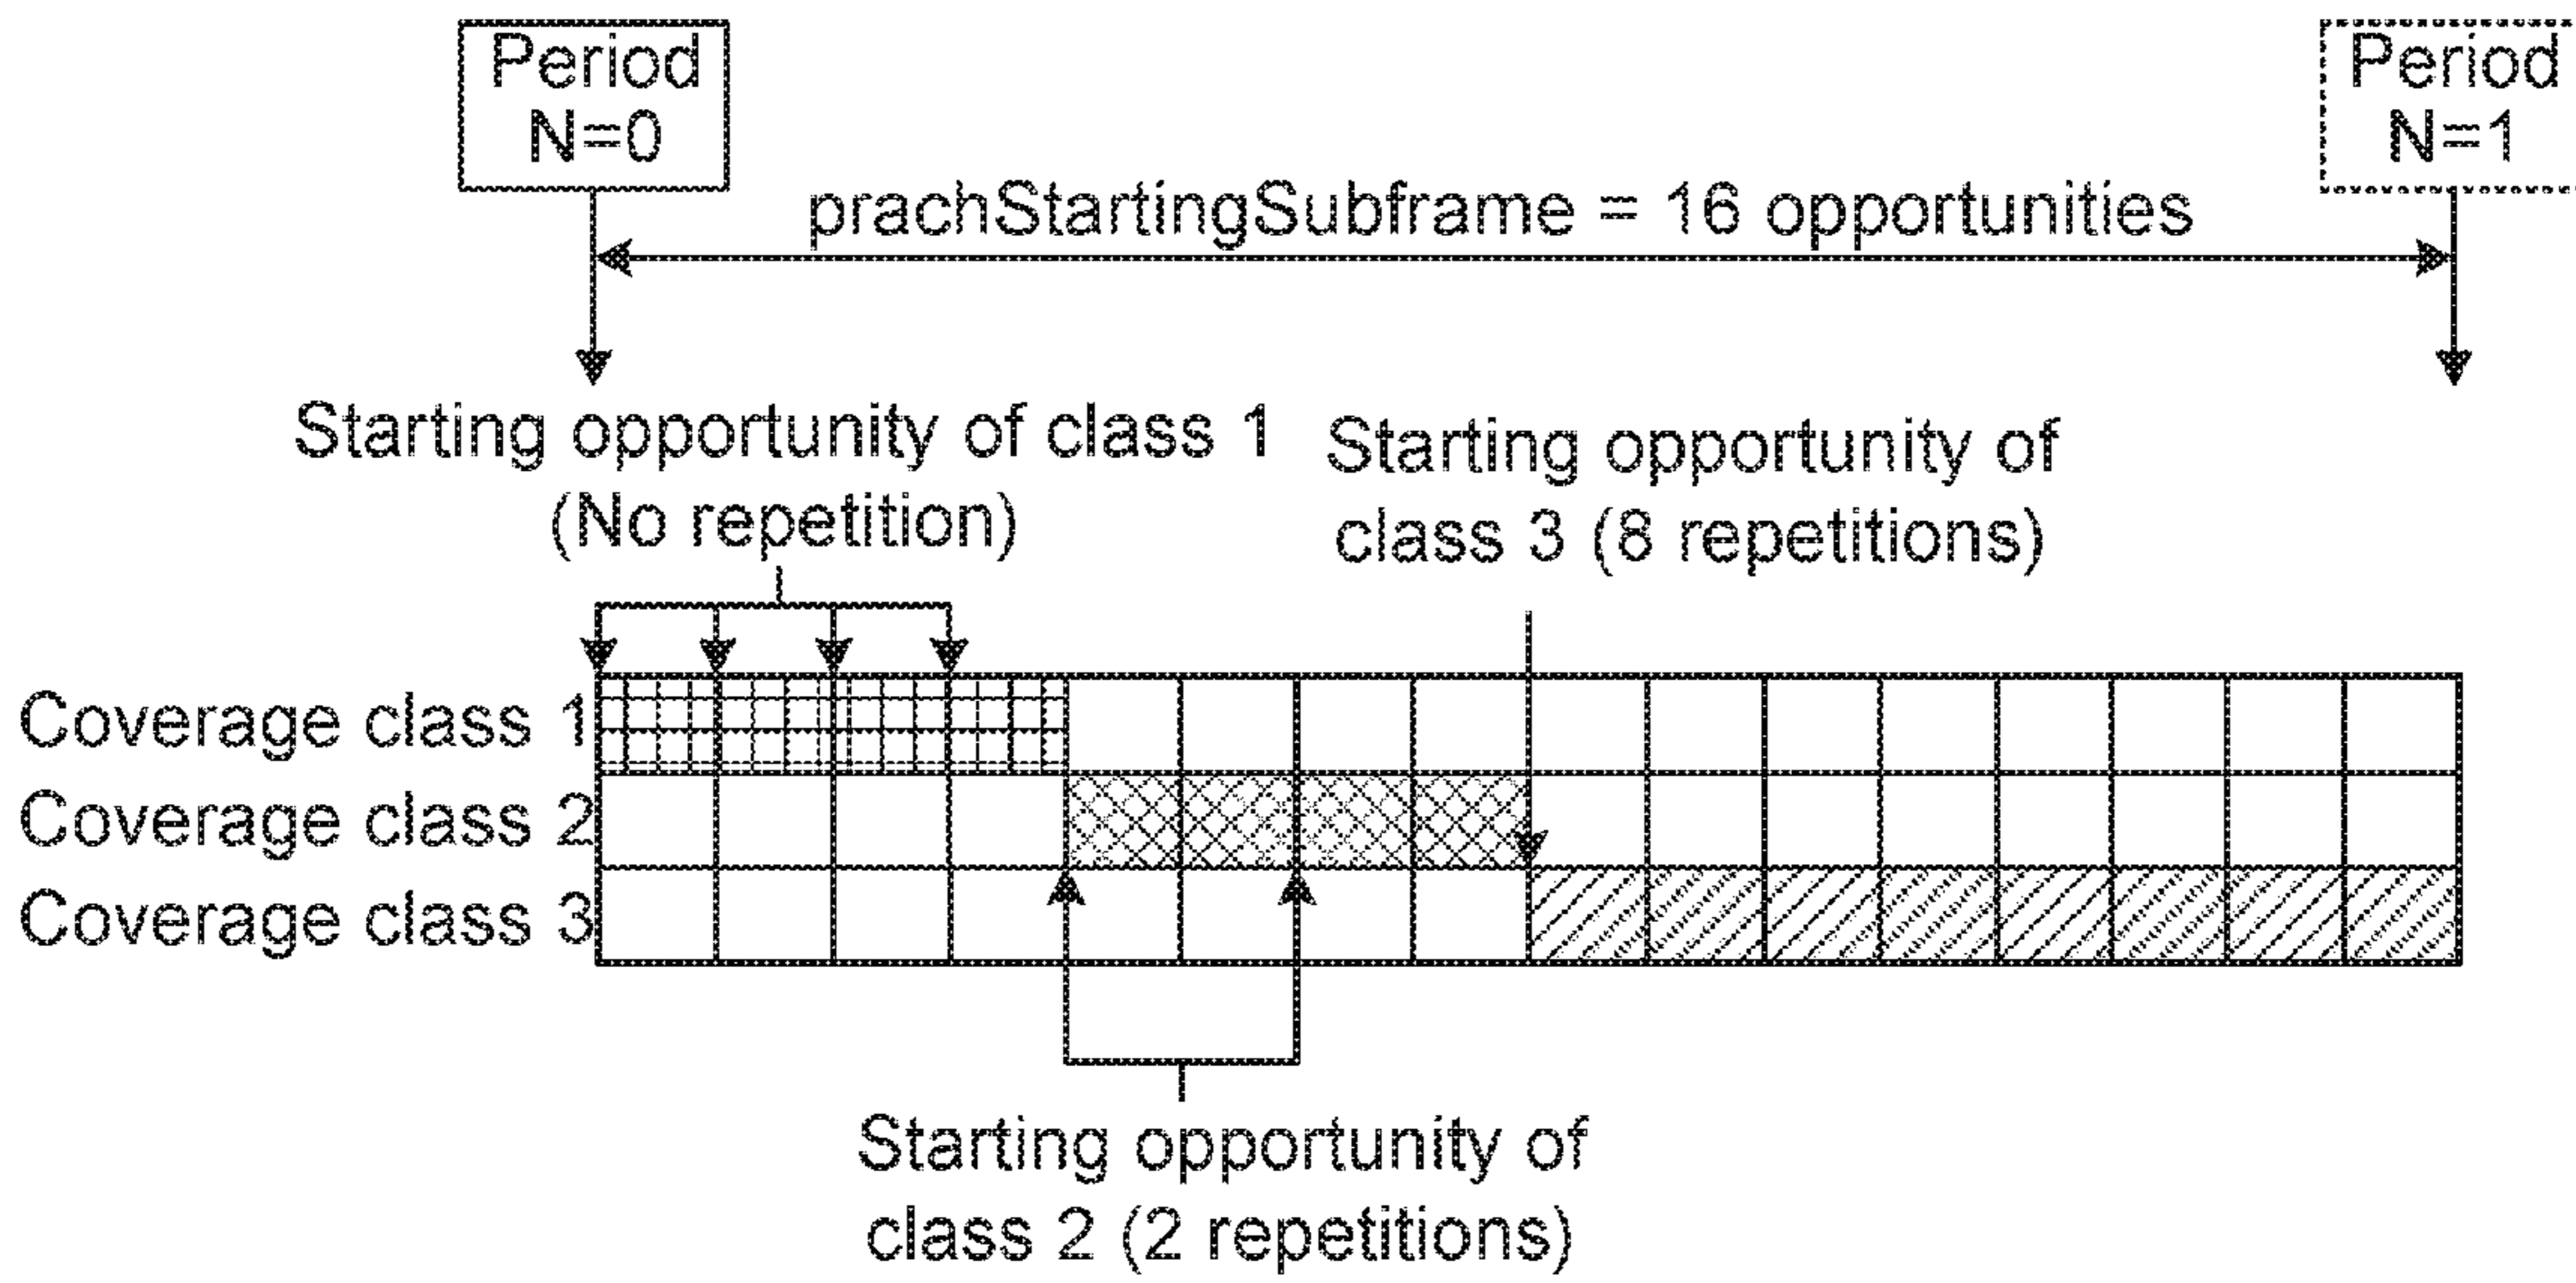 Period
N=0
Period
N=1
prachStartingSubframe = 16 opportunities
Starting opportunity of class 1
(No repetition)
Starting opportunity of
class 3 (8 repetitions)
Coverage class 1
Coverage class 2
Coverage class 3
Starting opportunity of
class 2 (2 repetitions)